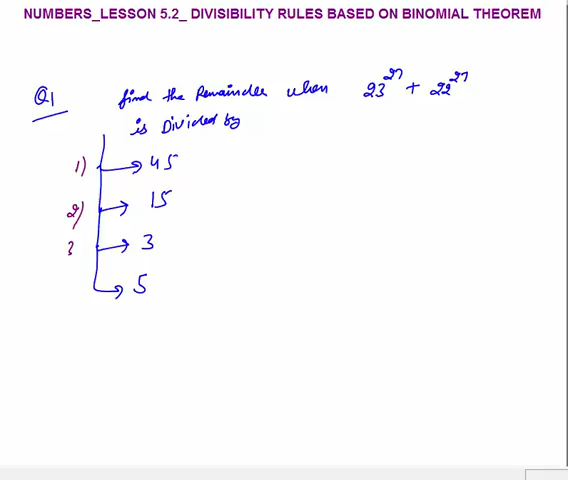 NUMBERS_LESSON 5.2_ DIVISIBILITY RULES BASED ON BINOMIAL THEOREM
Q1 find the Remainder when 23^27 + 22^27
is Divided by
1) 45
2) 15
3 3
5